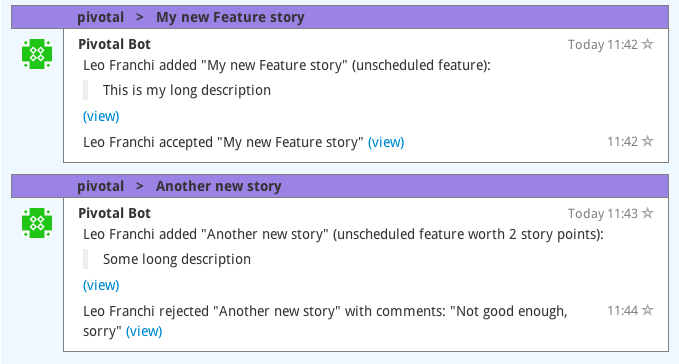 pivotal > My new Feature story
Pivotal Bot Today 11:42 ☆
Leo Franchi added "My new Feature story" (unscheduled feature):
This is my long description
(view)
Leo Franchi accepted "My new Feature story" (view) 11:42 ☆
pivotal > Another new story
Pivotal Bot Today 11:43 ☆
Leo Franchi added "Another new story" (unscheduled feature worth 2 story points):
Some loong description
(view)
Leo Franchi rejected "Another new story" with comments: "Not good enough, 11:44 ☆
sorry" (view)